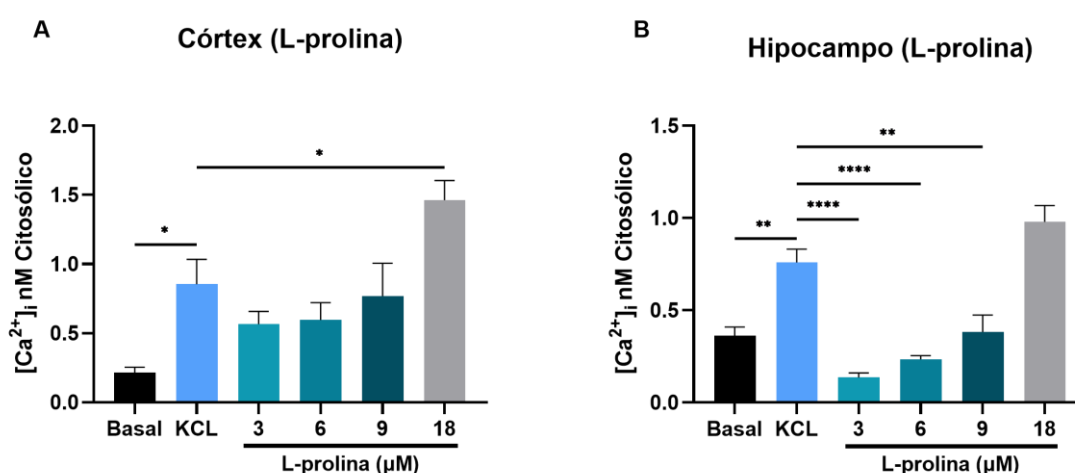 A
Córtex (L-prolina)
[Ca²⁺]ᵢ nM Citosólico
2.0
1.5
1.0
0.5
0.0
*
*
Basal KCL 3 6 9 18
L-prolina (µM)
B
Hipocampo (L-prolina)
[Ca²⁺]ᵢ nM Citosólico
1.5
1.0
0.5
0.0
**
****
****
**
Basal KCL 3 6 9 18
L-prolina (µM)